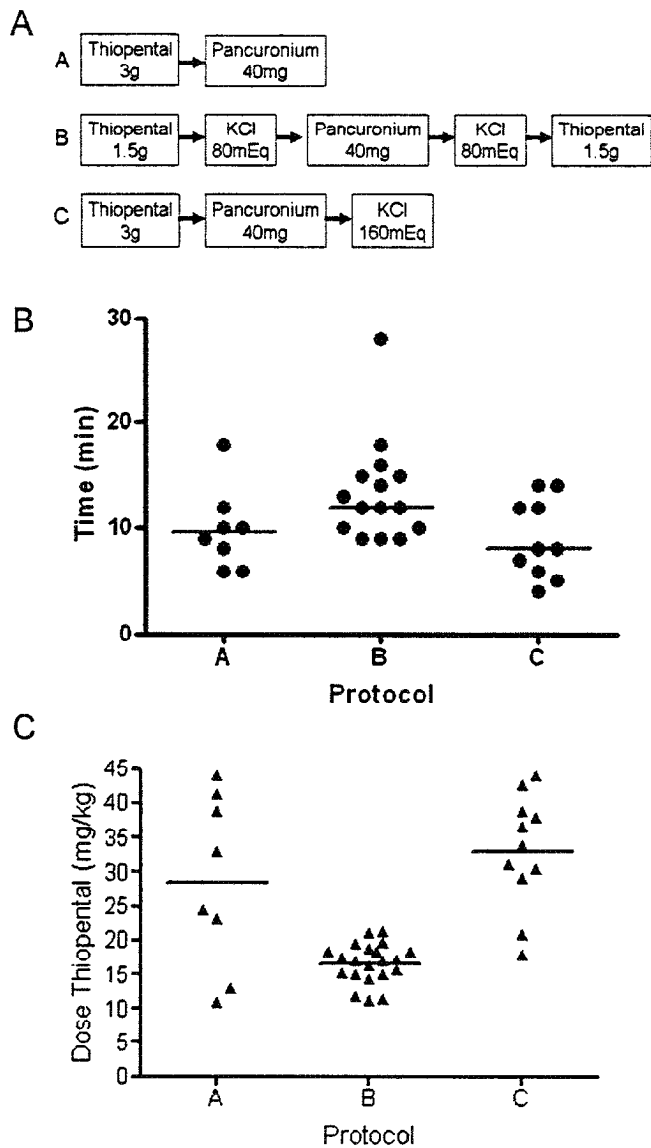 A
A Thiopental 3g Pancuronium 40mg
B Thiopental 1.5g KCl 80mEq Pancuronium 40mg KCl 80mEq Thiopental 1.5g
C Thiopental 3g Pancuronium 40mg KCl 160mEq
B
Time (min)
30
20
10
0
A B C
Protocol
C
Dose Thiopental (mg/kg)
45
40
35
30
25
20
15
10
5
0
A B C
Protocol